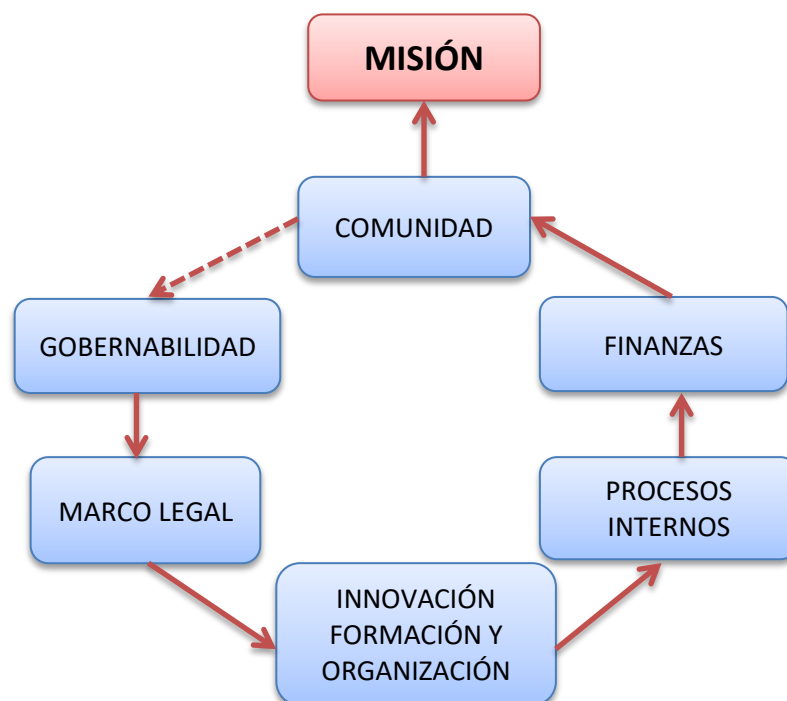 MISIÓN
COMUNIDAD
GOBERNABILIDAD
FINANZAS
MARCO LEGAL
PROCESOS
INTERNOS
INNOVACIÓN
FORMACIÓN Y
ORGANIZACIÓN